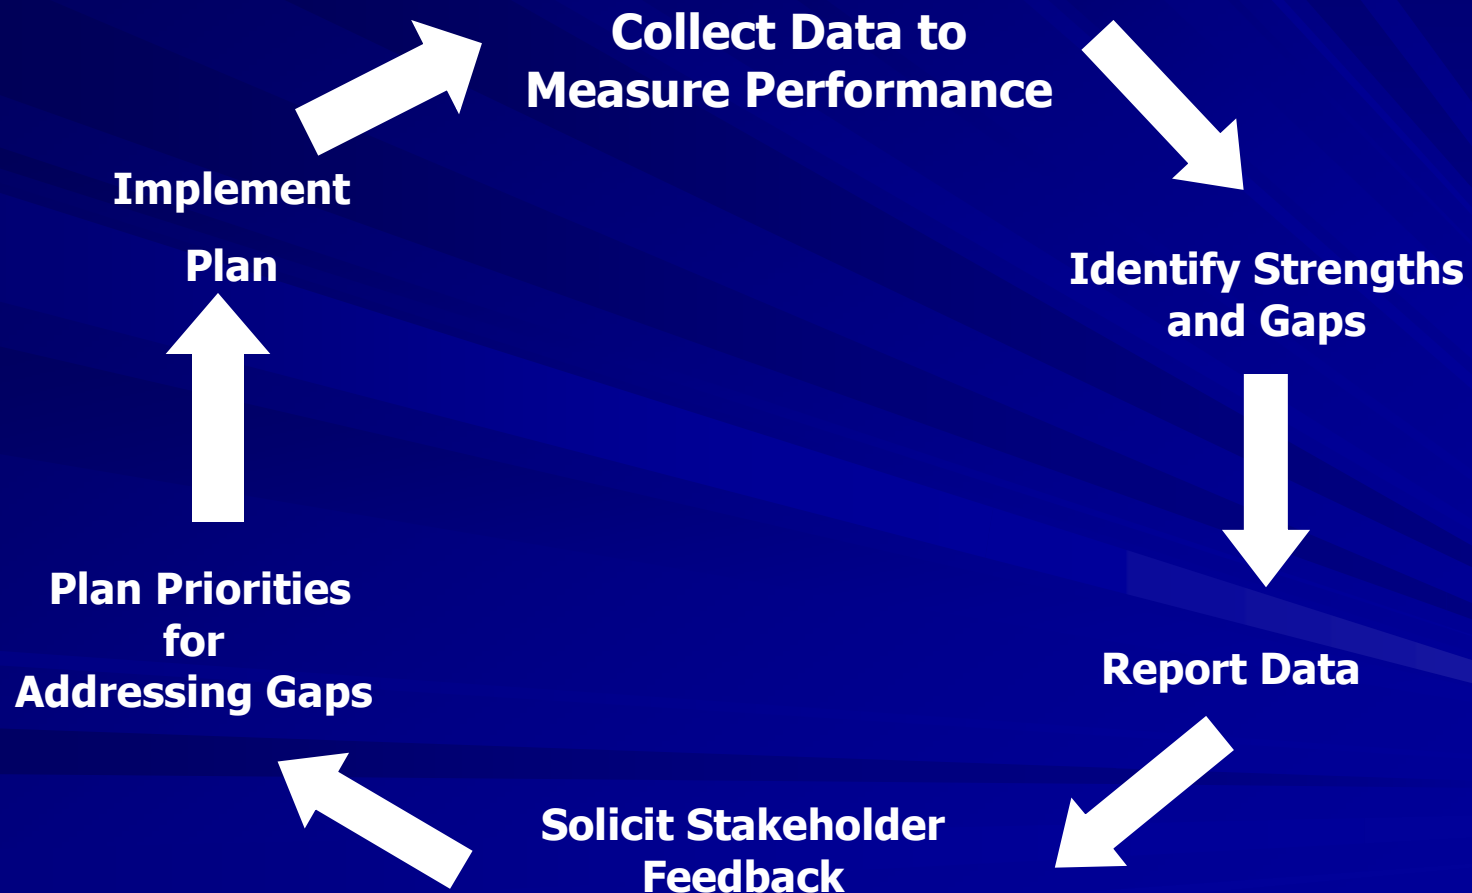 Collect Data to
Measure Performance
Identify Strengths
and Gaps
Report Data
Solicit Stakeholder
Feedback
Plan Priorities
for
Addressing Gaps
Implement
Plan